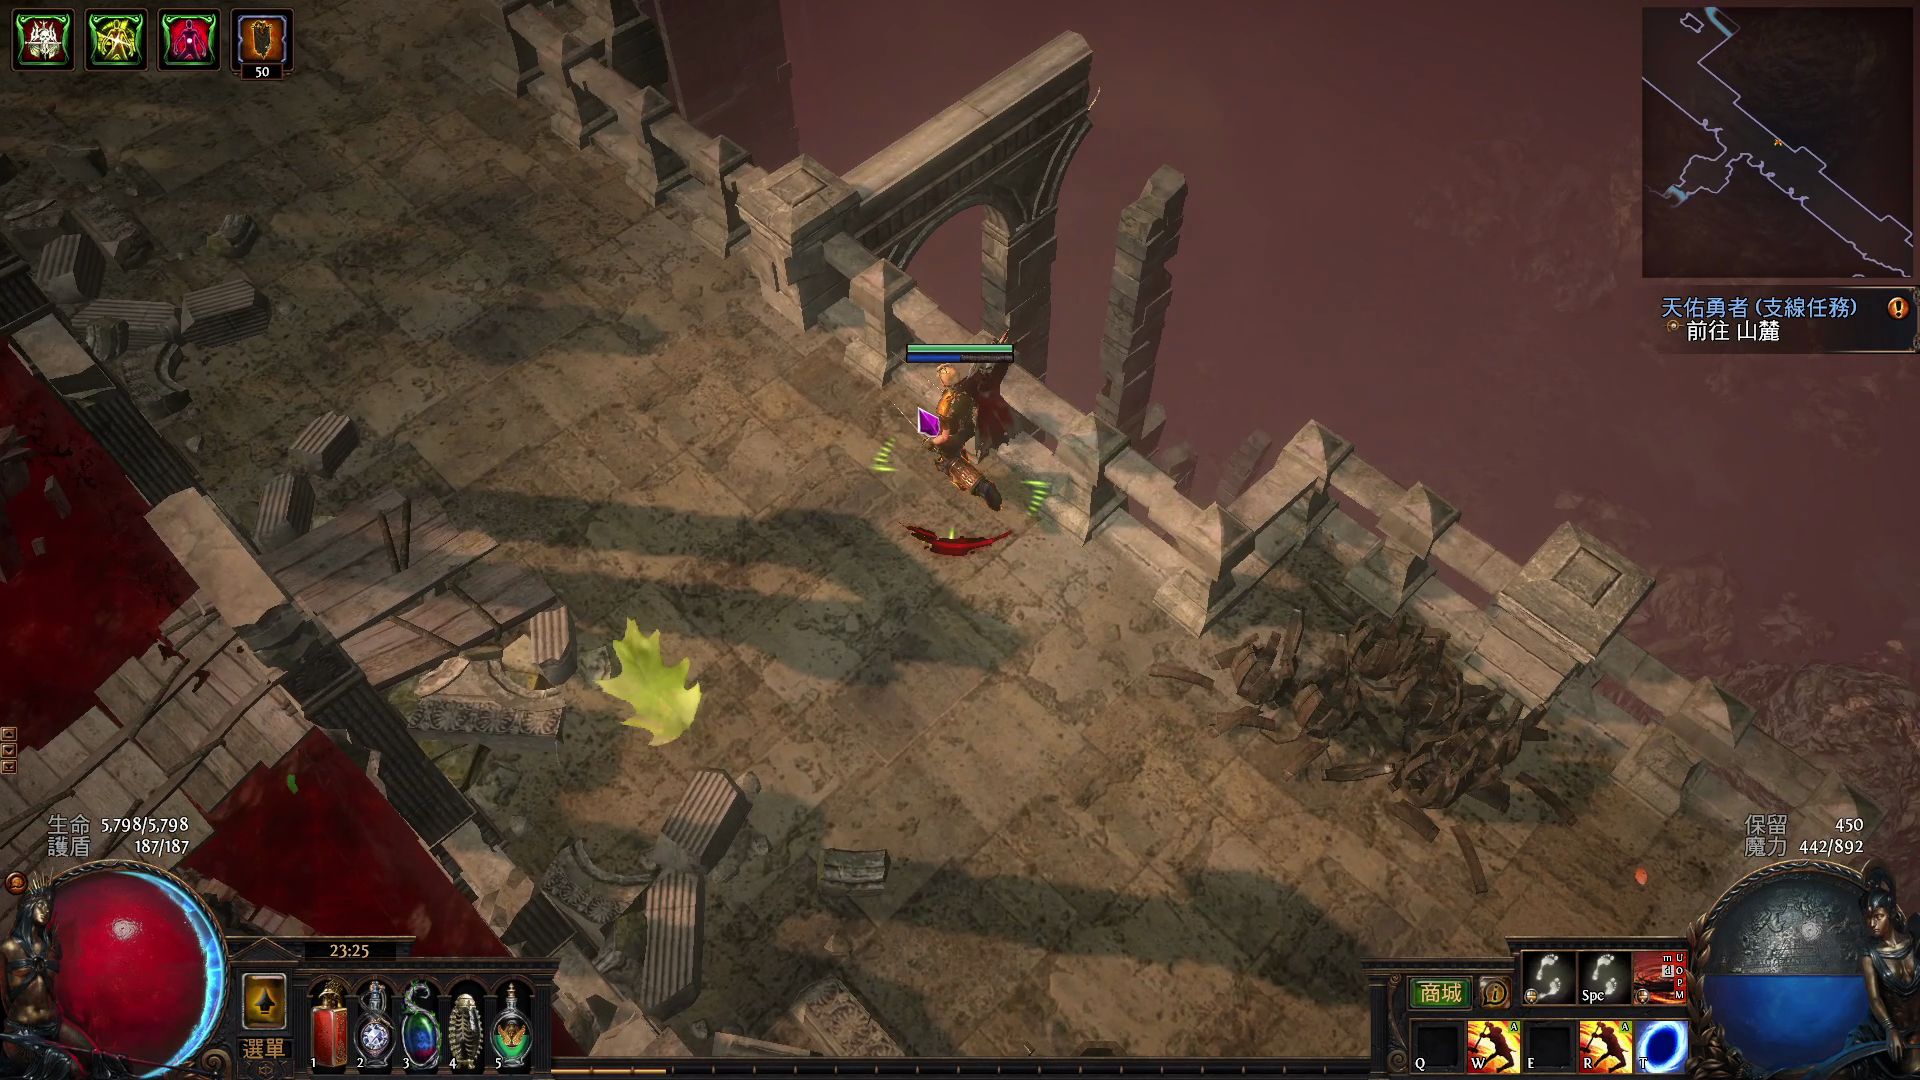 50
天佑勇者 (支線任務)
前往 山麓
生命 5,798/5,798
護盾 187/187
保留 450
魔力 442/892
23:25
選單
1
2
3
4
5
商城
Spc
m U
d O
P
M
Q
W A
E
R A
T